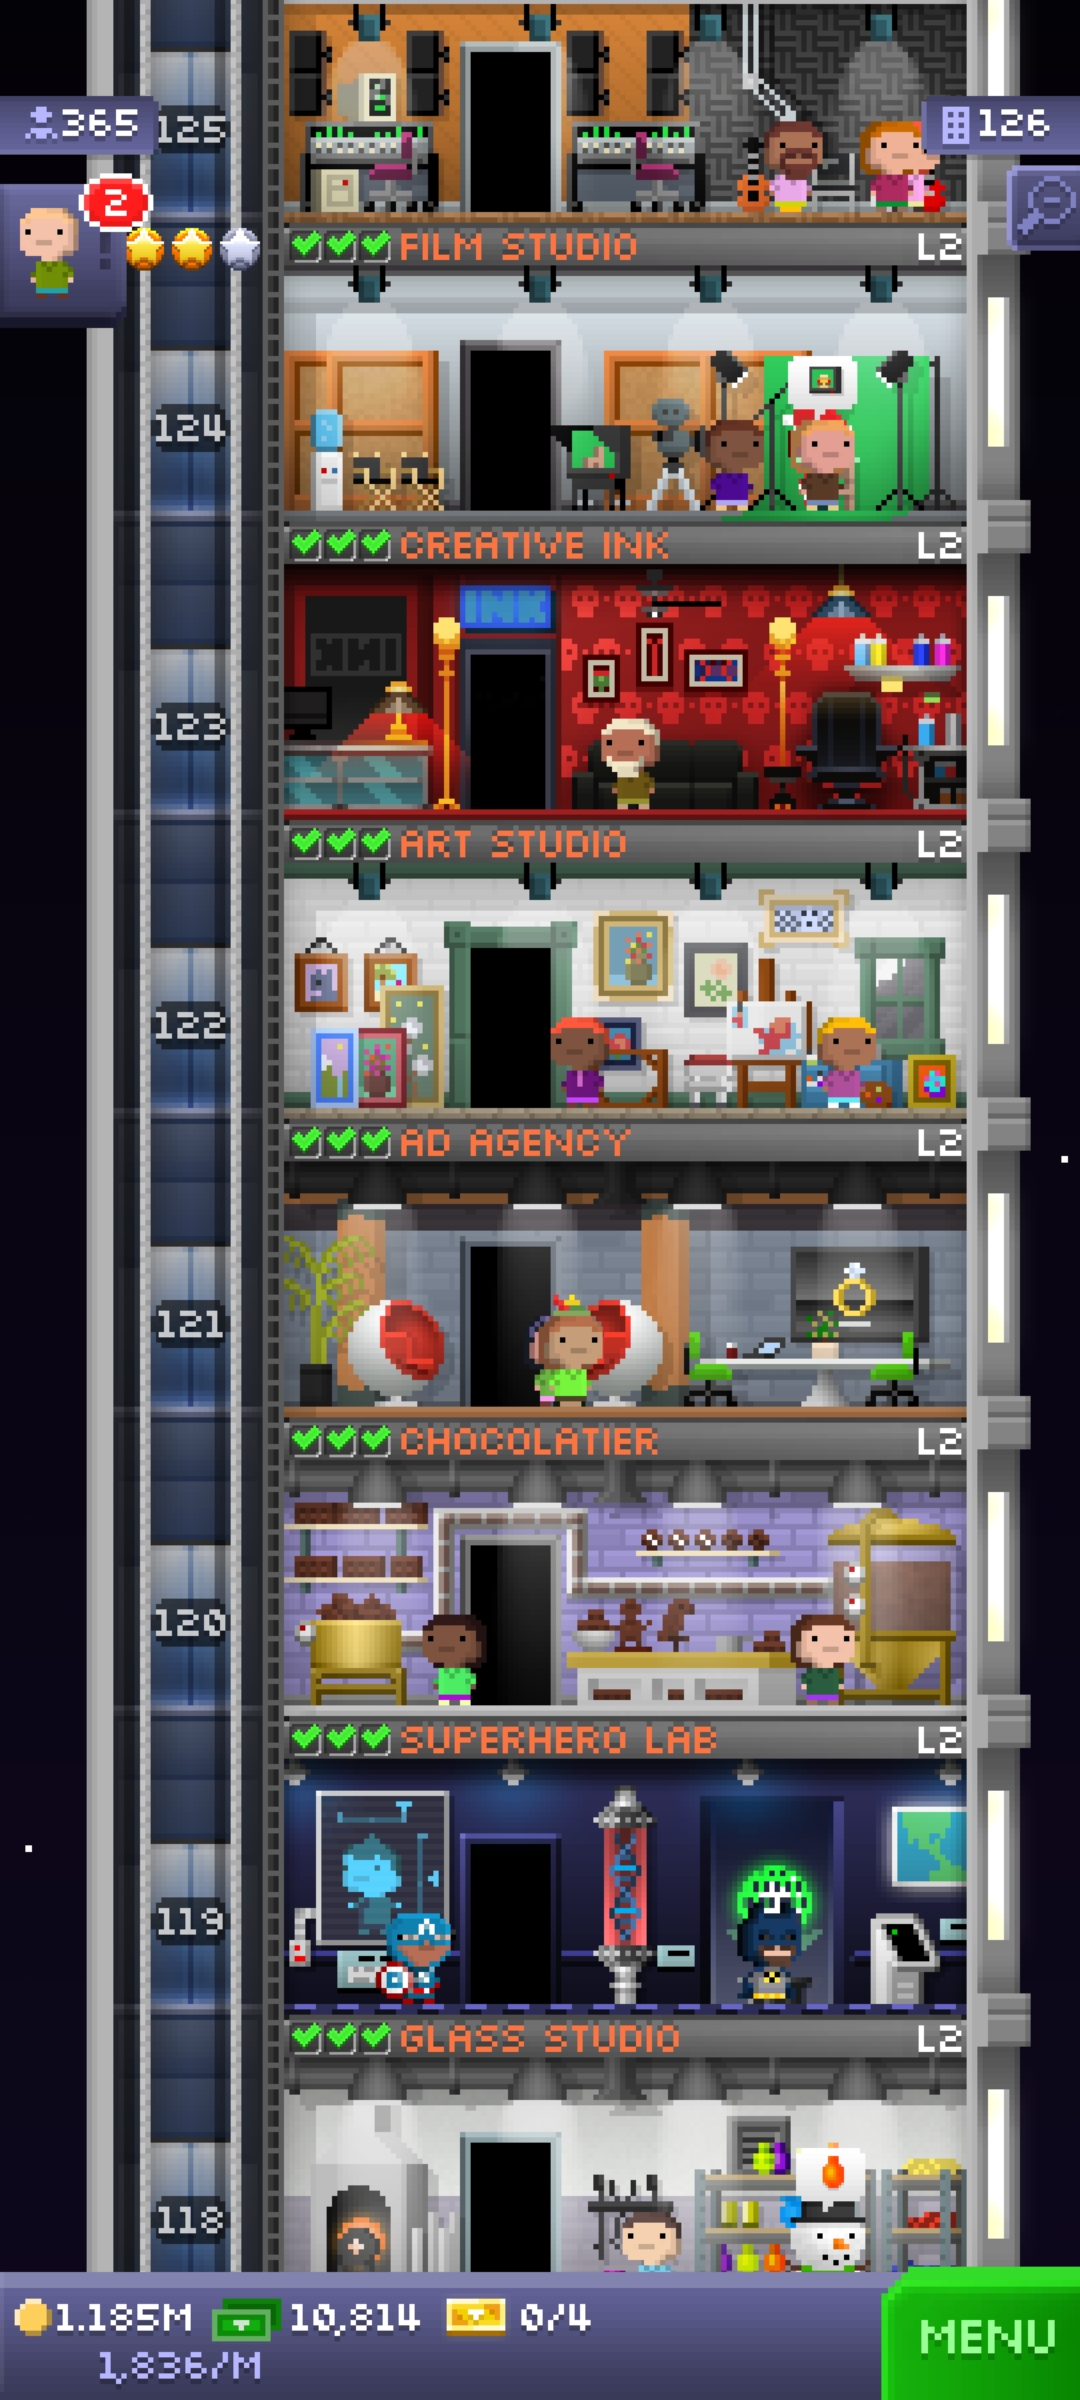 365
125
126
2
FILM STUDIO L2
124
CREATIVE INK L2
INK
INK
123
ART STUDIO L2
122
AD AGENCY L2
121
CHOCOLATIER L2
120
SUPERHERO LAB L2
A
119
GLASS STUDIO L2
118
1.185M 10,814 0/4
1,836/M
MENU